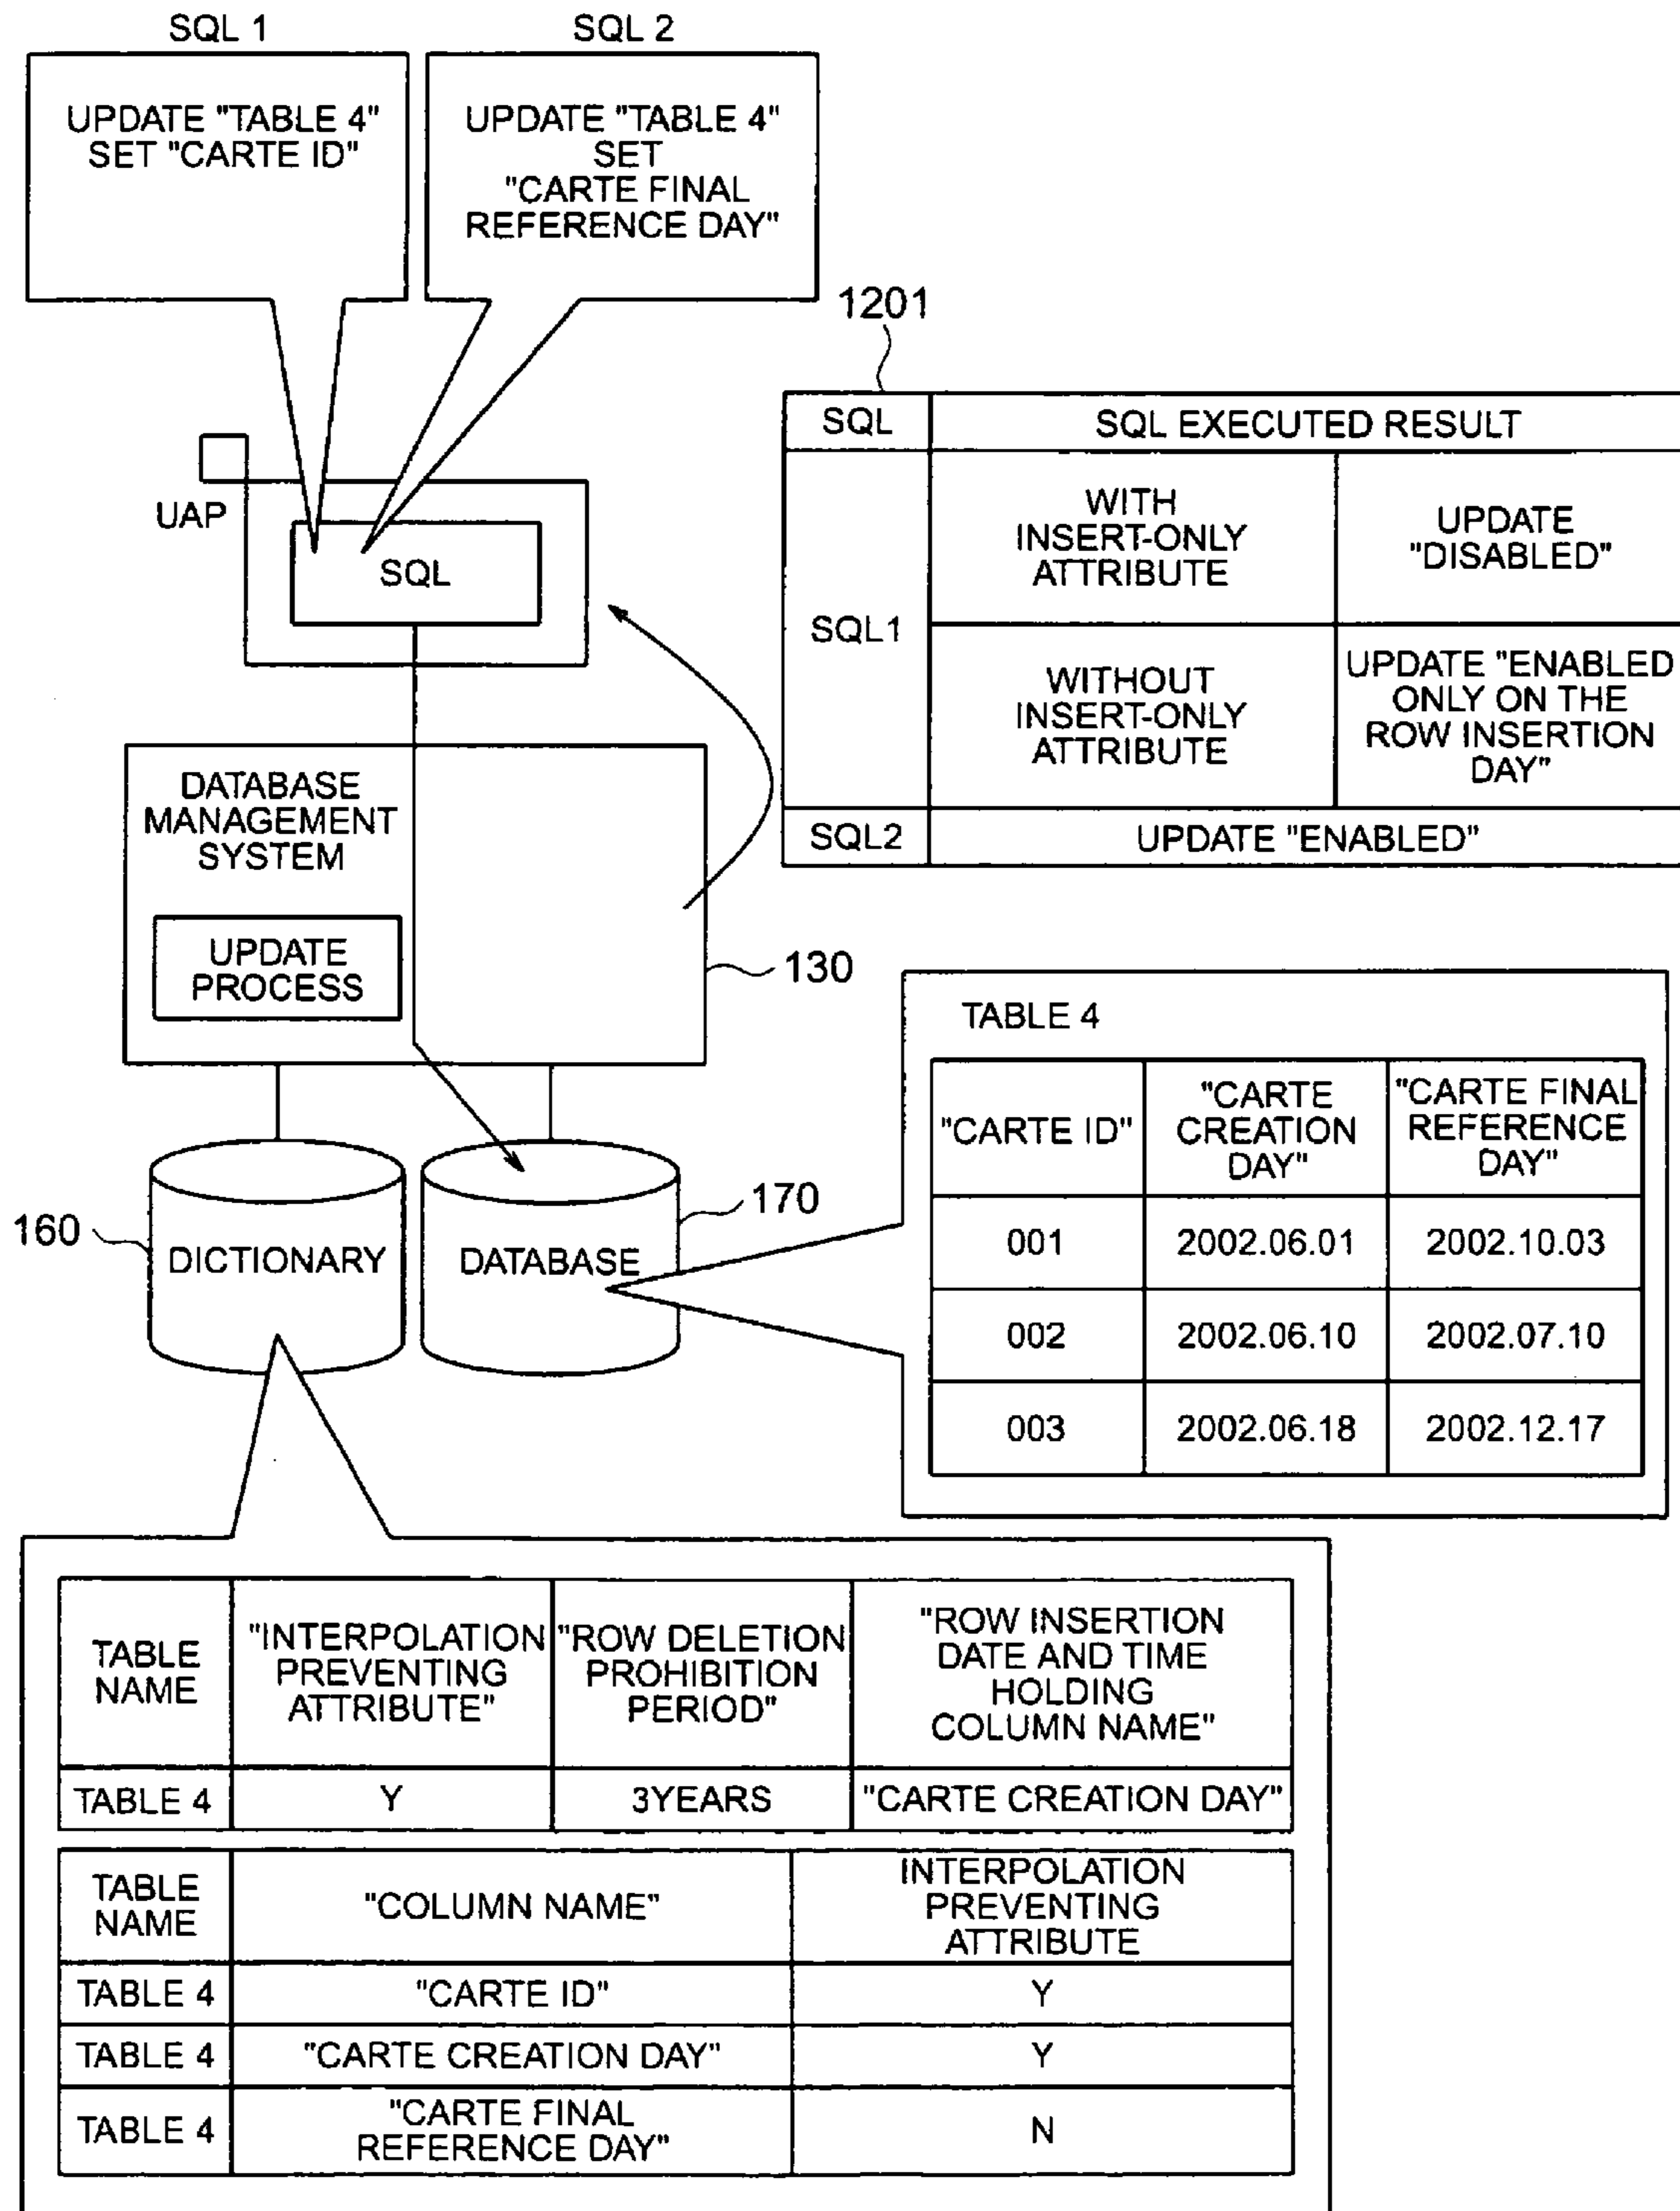 SQL 1
SQL 2
UPDATE "TABLE 4"
SET "CARTE ID"
UPDATE "TABLE 4"
SET
"CARTE FINAL
REFERENCE DAY"
1201
SQL
SQL EXECUTED RESULT
SQL1
WITH
INSERT-ONLY
ATTRIBUTE
UPDATE
"DISABLED"
WITHOUT
INSERT-ONLY
ATTRIBUTE
UPDATE "ENABLED
ONLY ON THE
ROW INSERTION
DAY"
SQL2
UPDATE "ENABLED"
UAP
SQL
DATABASE
MANAGEMENT
SYSTEM
UPDATE
PROCESS
130
160
DICTIONARY
DATABASE
170
TABLE 4
"CARTE ID"
"CARTE
CREATION
DAY"
"CARTE FINAL
REFERENCE
DAY"
001
2002.06.01
2002.10.03
002
2002.06.10
2002.07.10
003
2002.06.18
2002.12.17
TABLE
NAME
"INTERPOLATION
PREVENTING
ATTRIBUTE"
"ROW DELETION
PROHIBITION
PERIOD"
"ROW INSERTION
DATE AND TIME
HOLDING
COLUMN NAME"
TABLE 4
Y
3YEARS
"CARTE CREATION DAY"
TABLE
NAME
"COLUMN NAME"
INTERPOLATION
PREVENTING
ATTRIBUTE
TABLE 4
"CARTE ID"
Y
TABLE 4
"CARTE CREATION DAY"
Y
TABLE 4
"CARTE FINAL
REFERENCE DAY"
N